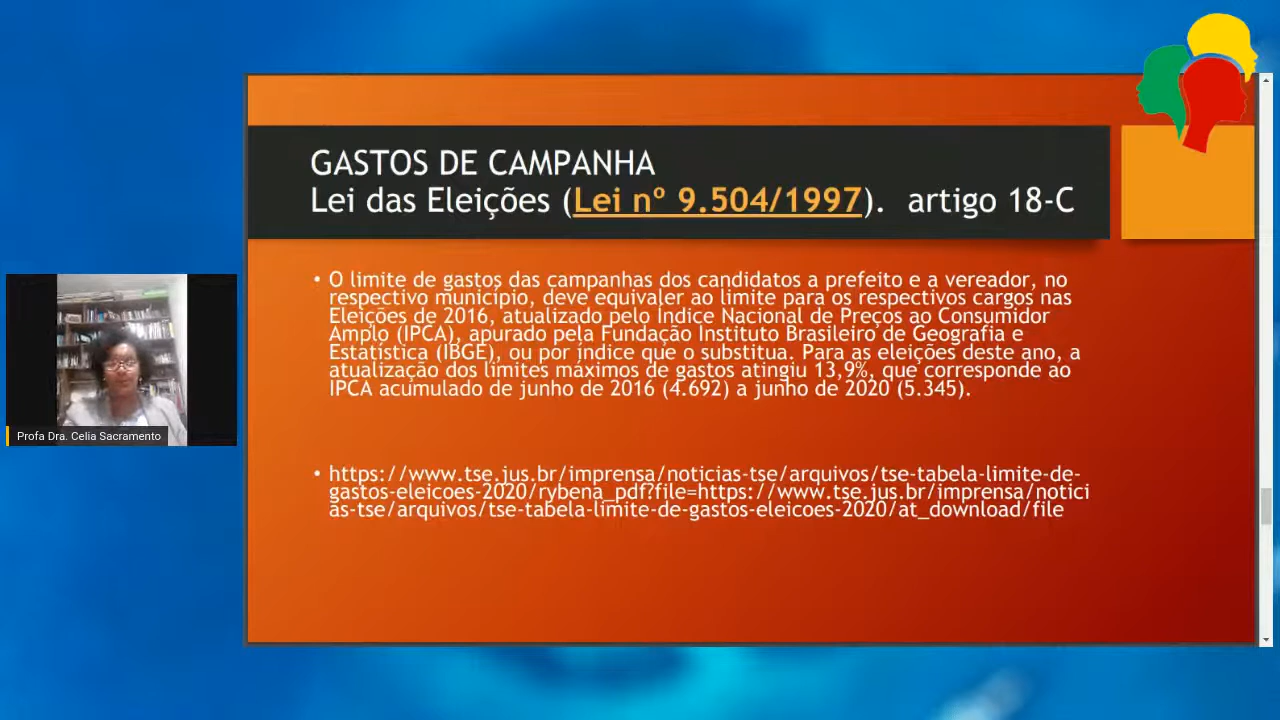 GASTOS DE CAMPANHA
Lei das Eleições (Lei nº 9.504/1997).  artigo 18-C
• O limite de gastos das campanhas dos candidatos a prefeito e a vereador, no
respectivo município, deve equivaler ao limite para os respectivos cargos nas
Eleições de 2016, atualizado pelo Índice Nacional de Preços ao Consumidor
Amplo (IPCA), apurado pela Fundação Instituto Brasileiro de Geografia e
Estatística (IBGE), ou por índice que o substitua. Para as eleições deste ano, a
atualização dos limites máximos de gastos atingiu 13,9%, que corresponde ao
IPCA acumulado de junho de 2016 (4.692) a junho de 2020 (5.345).
• https://www.tse.jus.br/imprensa/noticias-tse/arquivos/tse-tabela-limite-de-
gastos-eleicoes-2020/rybena_pdf?file=https://www.tse.jus.br/imprensa/notici
as-tse/arquivos/tse-tabela-limite-de-gastos-eleicoes-2020/at_download/file
Profa Dra. Celia Sacramento